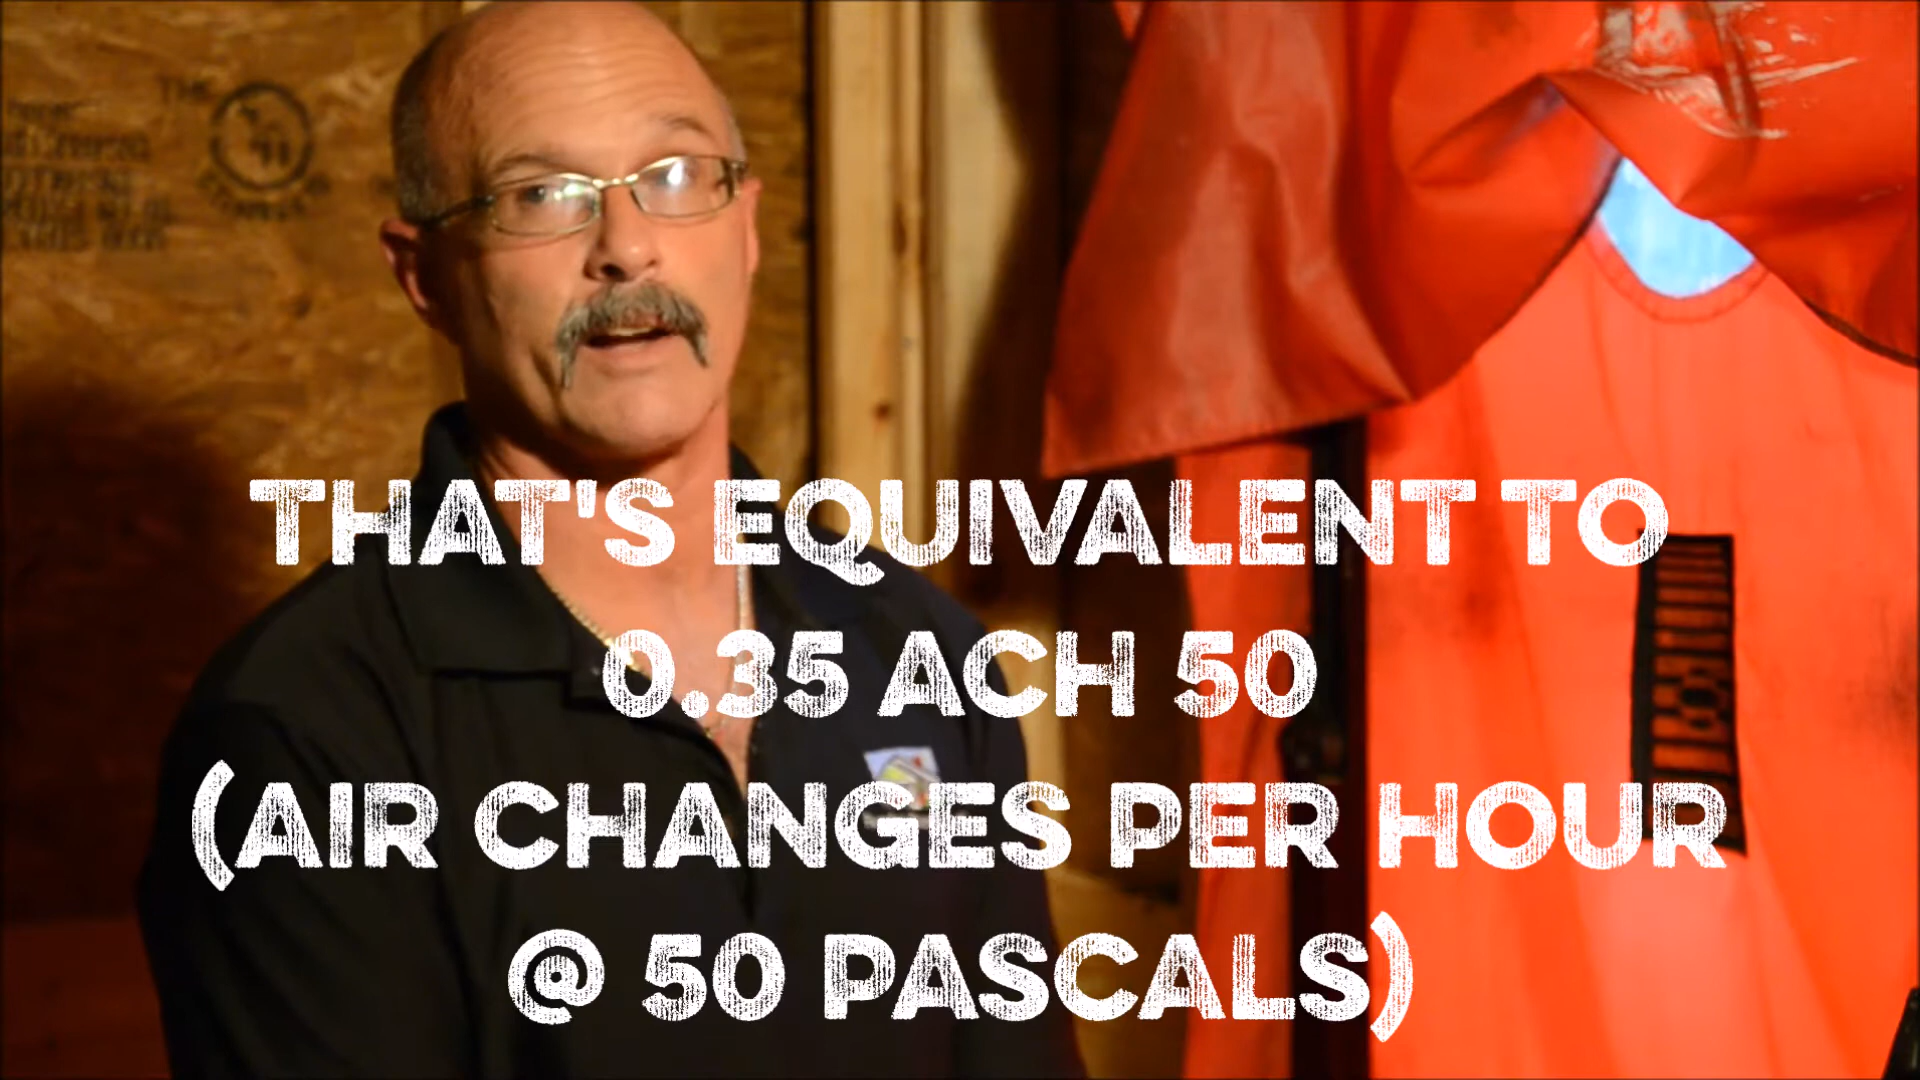 THAT'S EQUIVALENT TO
0.35 ACH 50
(AIR CHANGES PER HOUR
@ 50 PASCALS)